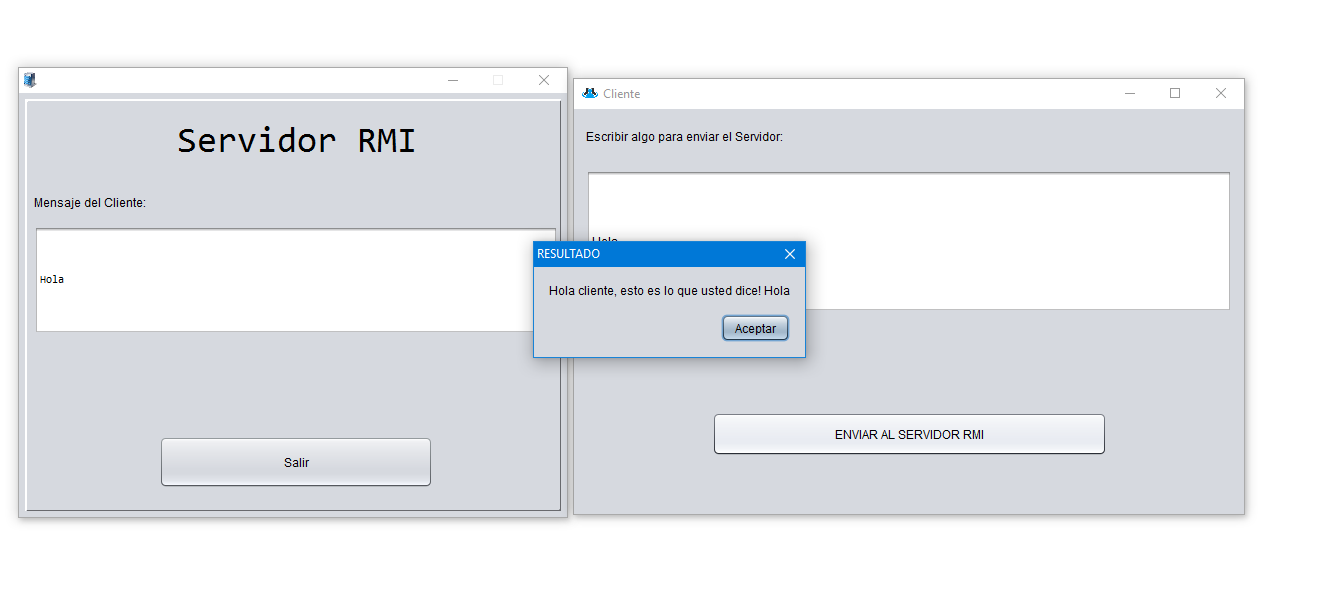 Servidor RMI
Mensaje del Cliente:
Hola
Salir
Cliente
Escribir algo para enviar el Servidor:
Hola
RESULTADO
Hola cliente, esto es lo que usted dice! Hola
Aceptar
ENVIAR AL SERVIDOR RMI